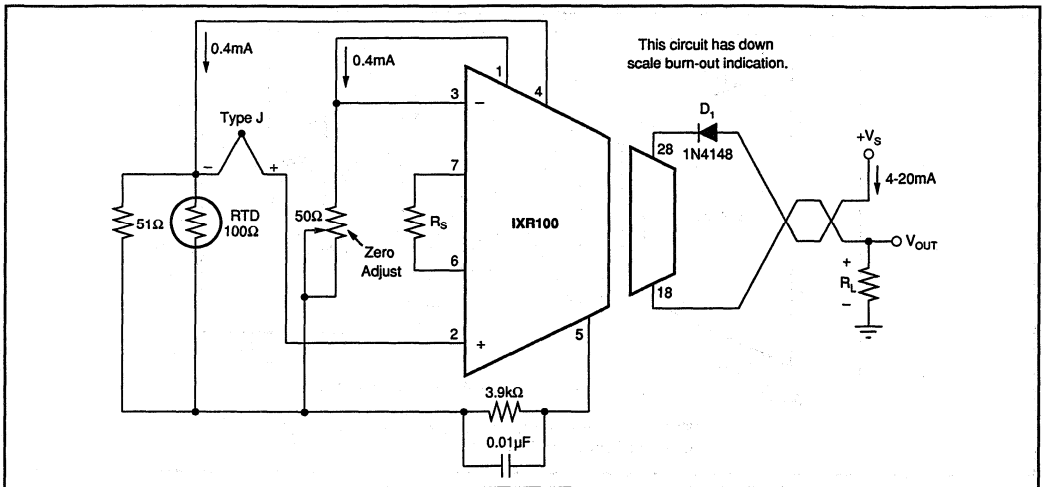 0.4mA
0.4mA
This circuit has down
scale burn-out indication.
1
4
3
−
Type J
−
+
D1
1N4148
28
+VS
4-20mA
7
51Ω
RTD
100Ω
50Ω
RS
IXR100
Zero
Adjust
VOUT
6
+
RL
−
18
2
+
5
3.9kΩ
0.01µF